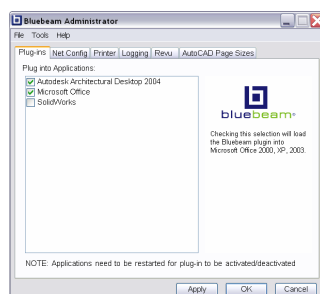 Bluebeam Administrator
File Tools Help
Plug-ins Net Config Printer Logging Revu AutoCAD Page Sizes
Plug into Applications:
Autodesk Architectural Desktop 2004
Microsoft Office
SolidWorks
bluebeam
Checking this selection will load
the Bluebeam plugin into
Microsoft Office 2000, XP, 2003.
NOTE: Applications need to be restarted for plug-in to be activated/deactivated
Apply OK Cancel